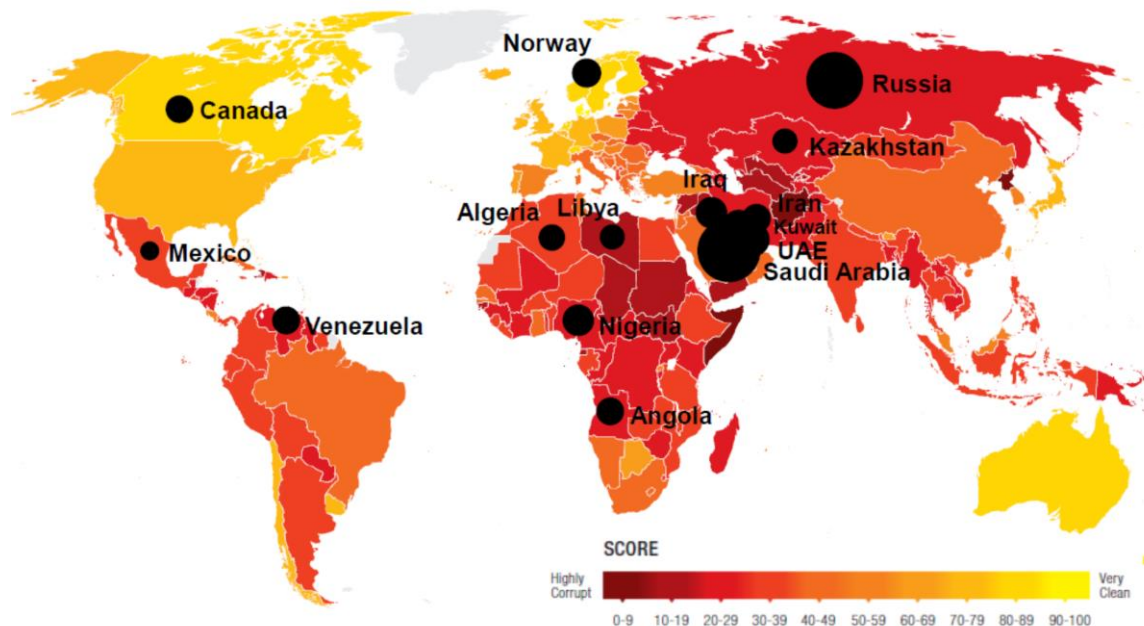 Norway
Russia
Canada
Kazakhstan
Iraq
Iran
Algeria
Libya
Kuwait
UAE
Mexico
Saudi Arabia
Venezuela
Nigeria
Angola
SCORE
Highly
Corrupt
Very
Clean
0-9 10-19 20-29 30-39 40-49 50-59 60-69 70-79 80-89 90-100